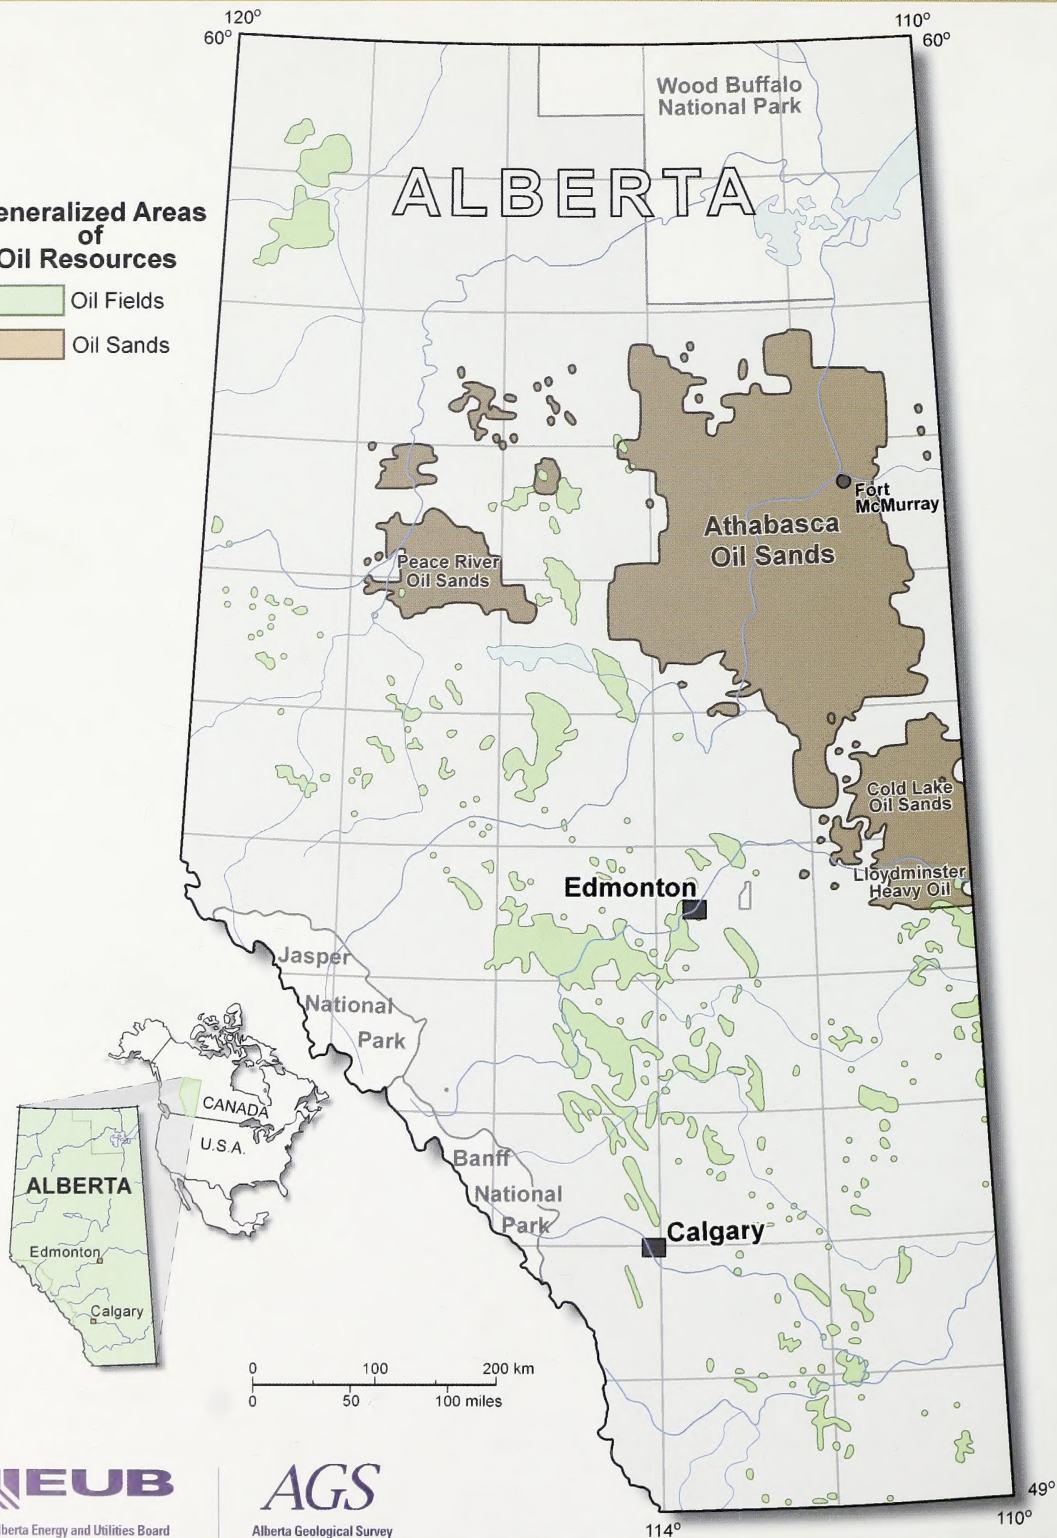 120°
60°
110°
60°
Wood Buffalo
National Park
ALBERTA
eneralized Areas
of
Oil Resources
Oil Fields
Oil Sands
Fort
McMurray
Athabasca
Oil Sands
Peace River
Oil Sands
Cold Lake
Oil Sands
Lloydminster
Heavy Oil
Edmonton
Jasper
National
Park
CANADA
U.S.A.
ALBERTA
Banff
National
Park
Calgary
Edmonton
Calgary
0 100 200 km
0 50 100 miles
EUB
AGS
lberta Energy and Utilities Board
Alberta Geological Survey
49°
110°
114°